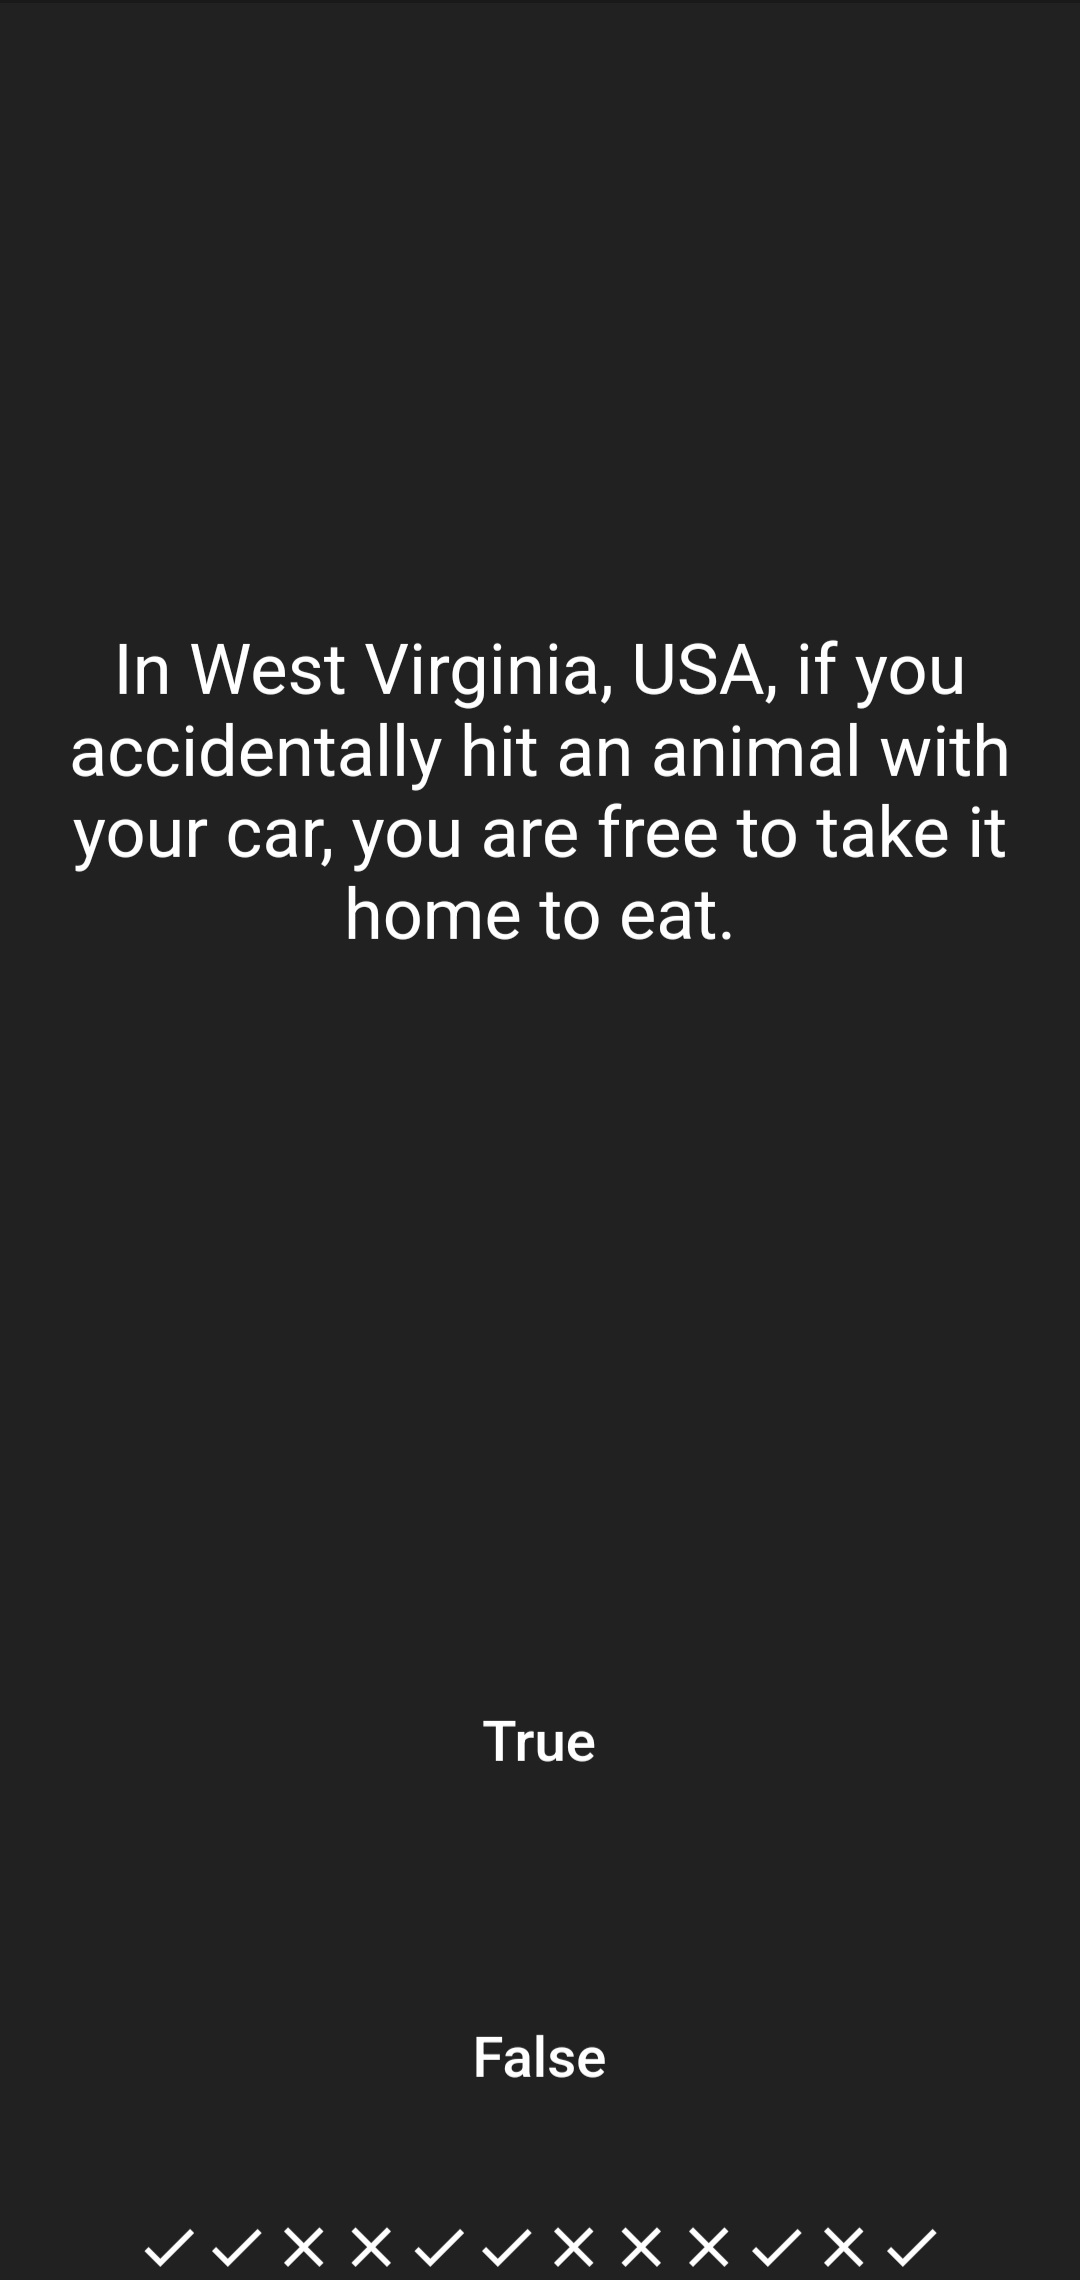 In West Virginia, USA, if you
accidentally hit an animal with
your car, you are free to take it
home to eat.
True
False